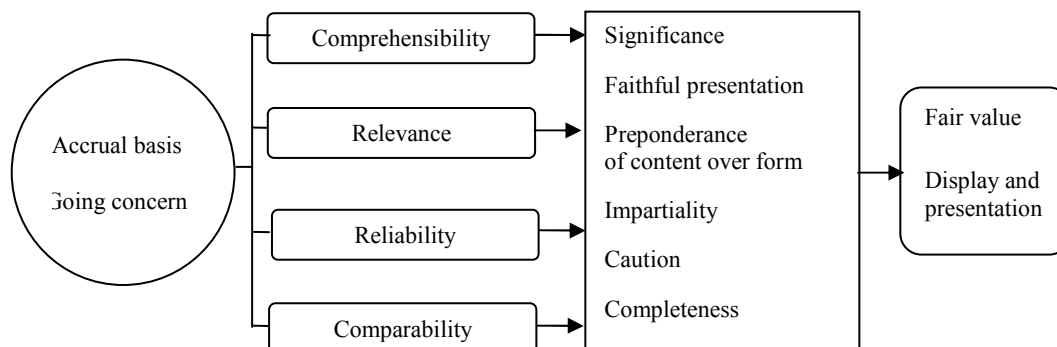 Accrual basis
Going concern
Comprehensibility
Relevance
Reliability
Comparability
Significance
Faithful presentation
Preponderance
of content over form
Impartiality
Caution
Completeness
Fair value
Display and
presentation